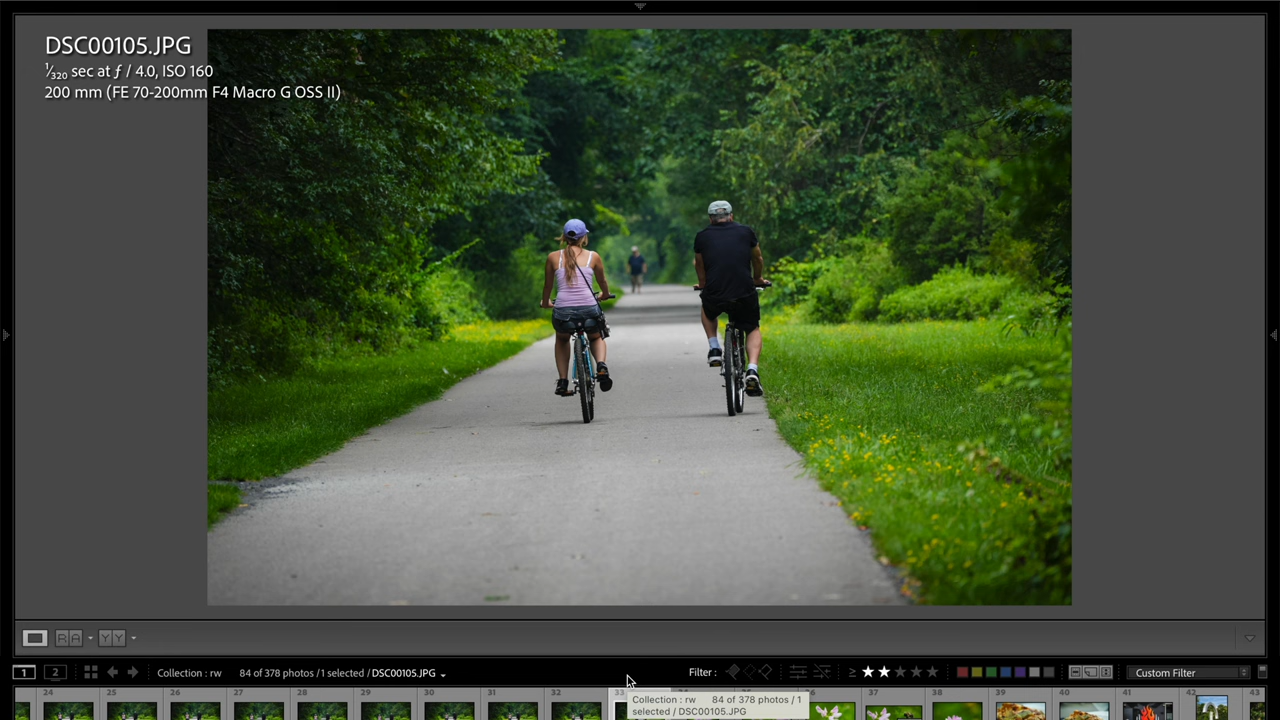 DSC00105.JPG
1/320 sec at ƒ / 4.0, ISO 160
200 mm (FE 70-200mm F4 Macro G OSS II)
R A Y Y
1 2 Collection : rw 84 of 378 photos / 1 selected / DSC00105.JPG Filter : ≥ Custom Filter
24 25 26 27 28 29 30 31 32 33 37 38 39 40 41 42 43
Collection : rw 84 of 378 photos / 1
selected / DSC00105.JPG